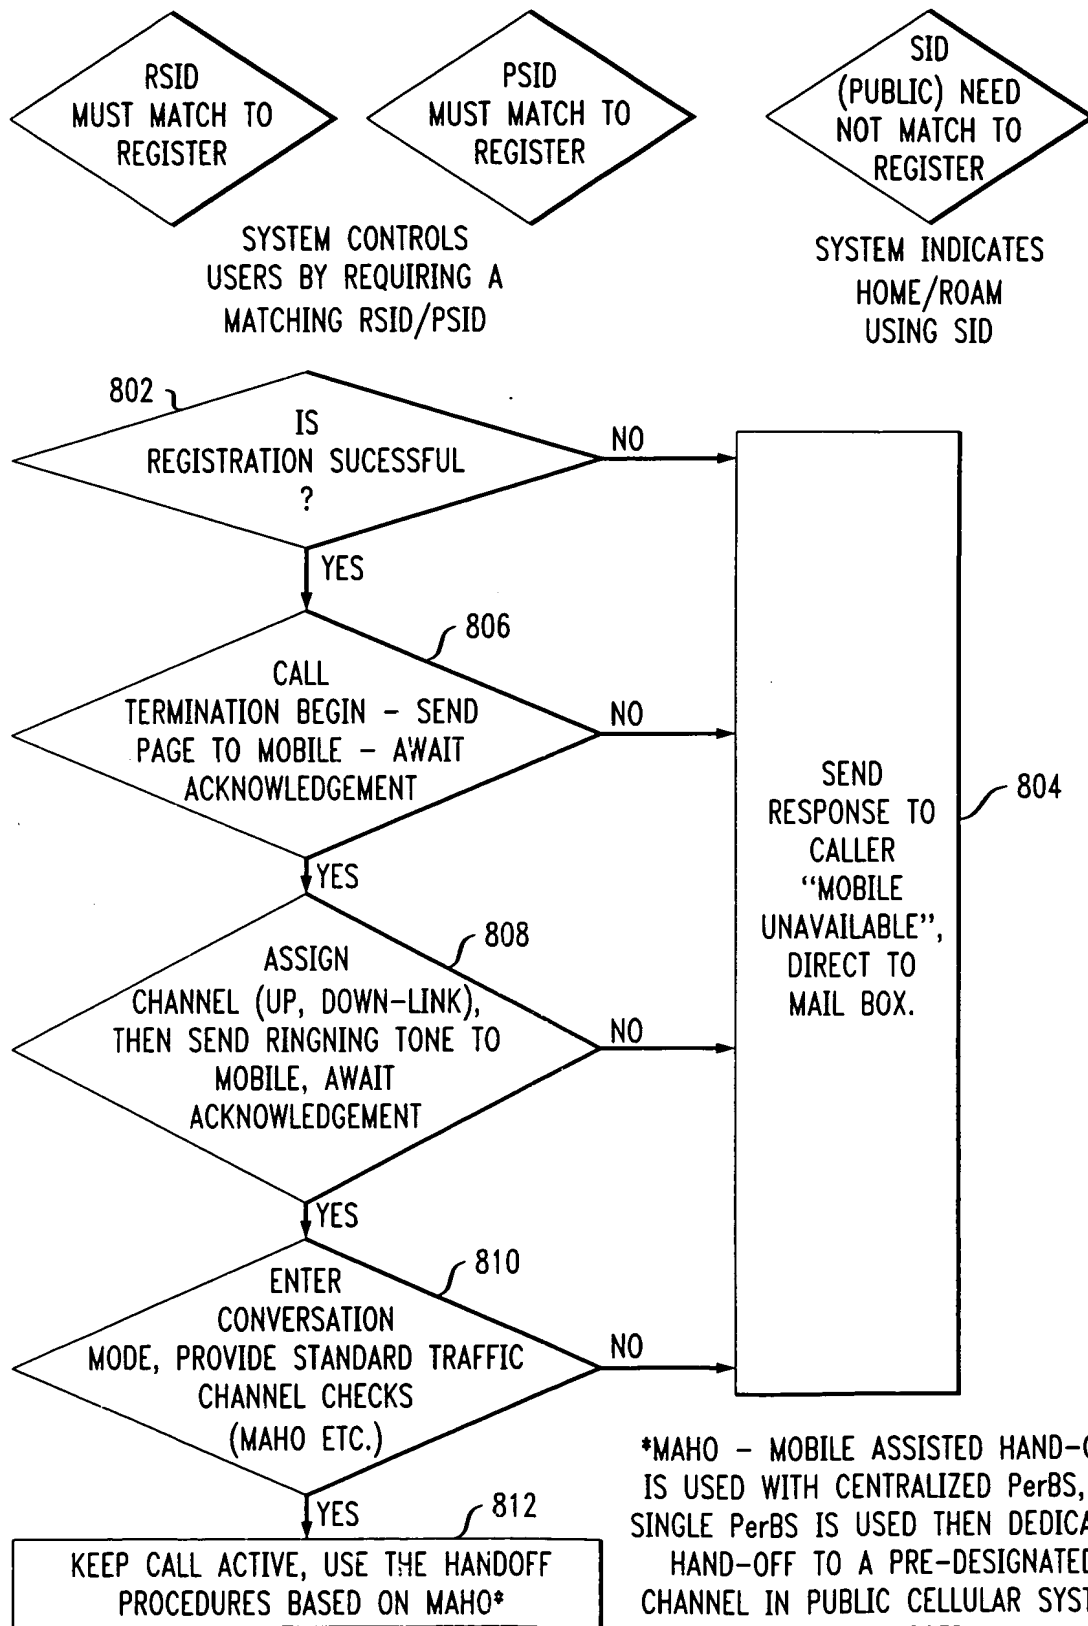 RSID
MUST MATCH TO
REGISTER
PSID
MUST MATCH TO
REGISTER
SID
(PUBLIC) NEED
NOT MATCH TO
REGISTER
SYSTEM CONTROLS
USERS BY REQUIRING A
MATCHING RSID/PSID
SYSTEM INDICATES
HOME/ROAM
USING SID
802
IS
REGISTRATION SUCESSFUL
?
NO
YES
806
CALL
TERMINATION BEGIN – SEND
PAGE TO MOBILE – AWAIT
ACKNOWLEDGEMENT
NO
YES
804
SEND
RESPONSE TO
CALLER
“MOBILE
UNAVAILABLE”,
DIRECT TO
MAIL BOX.
808
ASSIGN
CHANNEL (UP, DOWN–LINK),
THEN SEND RINGNING TONE TO
MOBILE, AWAIT
ACKNOWLEDGEMENT
NO
YES
810
ENTER
CONVERSATION
MODE, PROVIDE STANDARD TRAFFIC
CHANNEL CHECKS
(MAHO ETC.)
NO
YES
812
KEEP CALL ACTIVE, USE THE HANDOFF
PROCEDURES BASED ON MAHO*
*MAHO – MOBILE ASSISTED
IS USED WITH CENTRALIZED PerBS,
SINGLE PerBS IS USED THEN
HAND–OFF TO A PRE–DESIGNATED
CHANNEL IN PUBLIC CELLULAR